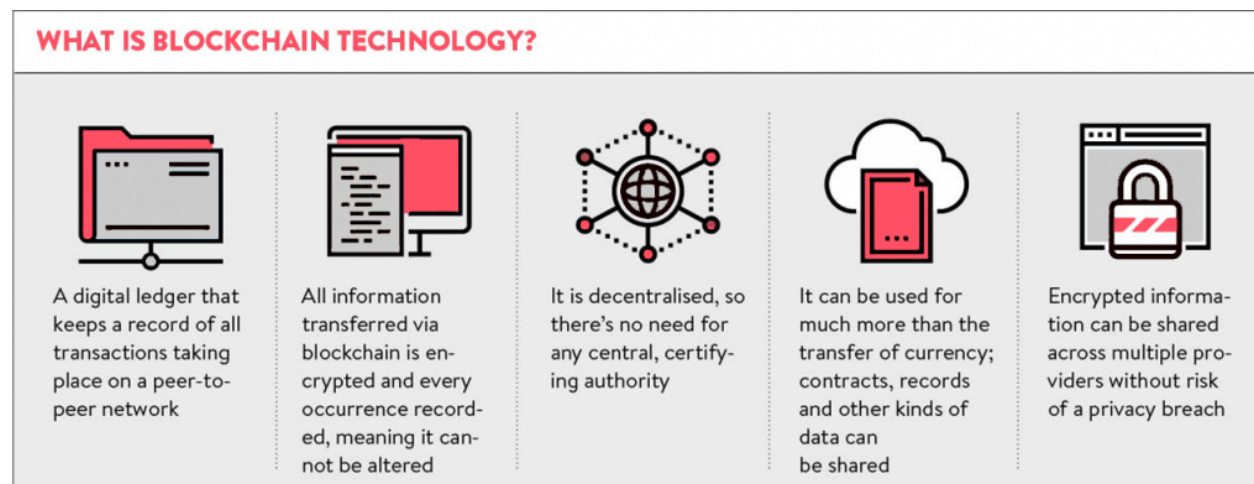 WHAT IS BLOCKCHAIN TECHNOLOGY?
A digital ledger that
keeps a record of all
transactions taking
place on a peer-to-
peer network
All information
transferred via
blockchain is en-
crypted and every
occurrence record-
ed, meaning it can-
not be altered
It is decentralised, so
there's no need for
any central, certify-
ing authority
It can be used for
much more than the
transfer of currency;
contracts, records
and other kinds of
data can
be shared
Encrypted informa-
tion can be shared
across multiple pro-
viders without risk
of a privacy breach